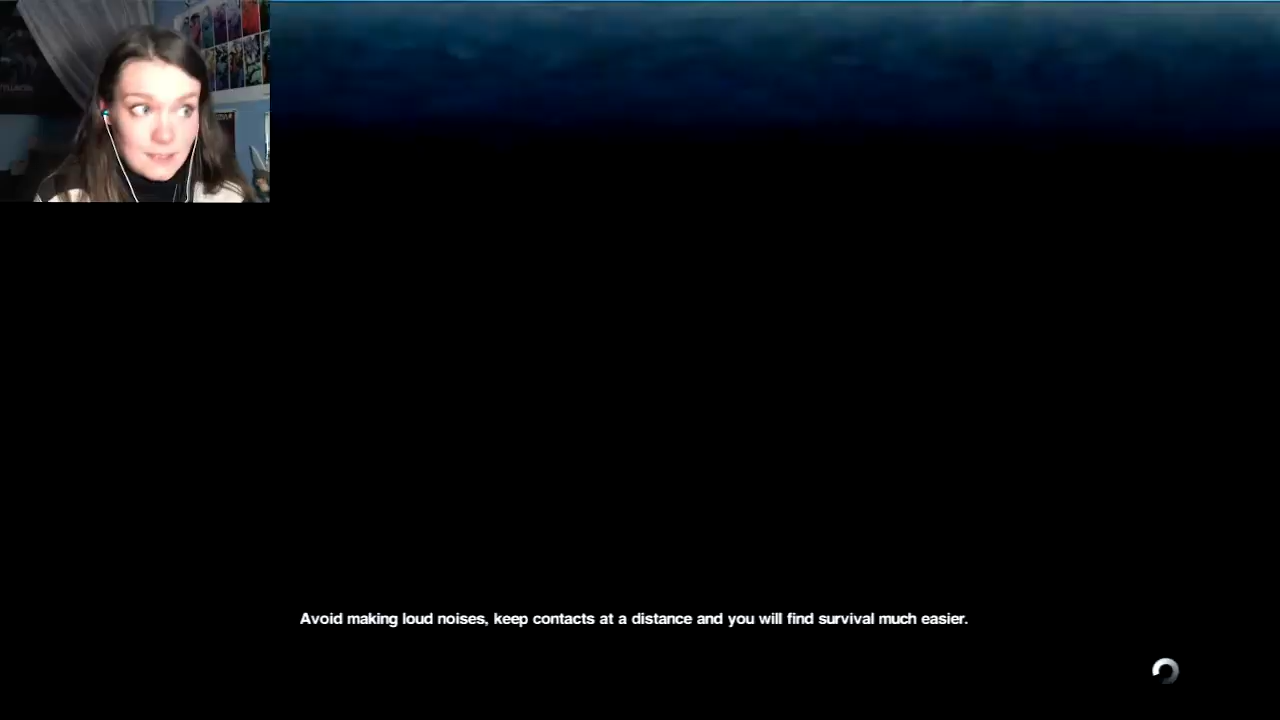 Avoid making loud noises, keep contacts at a distance and you will find survival much easier.